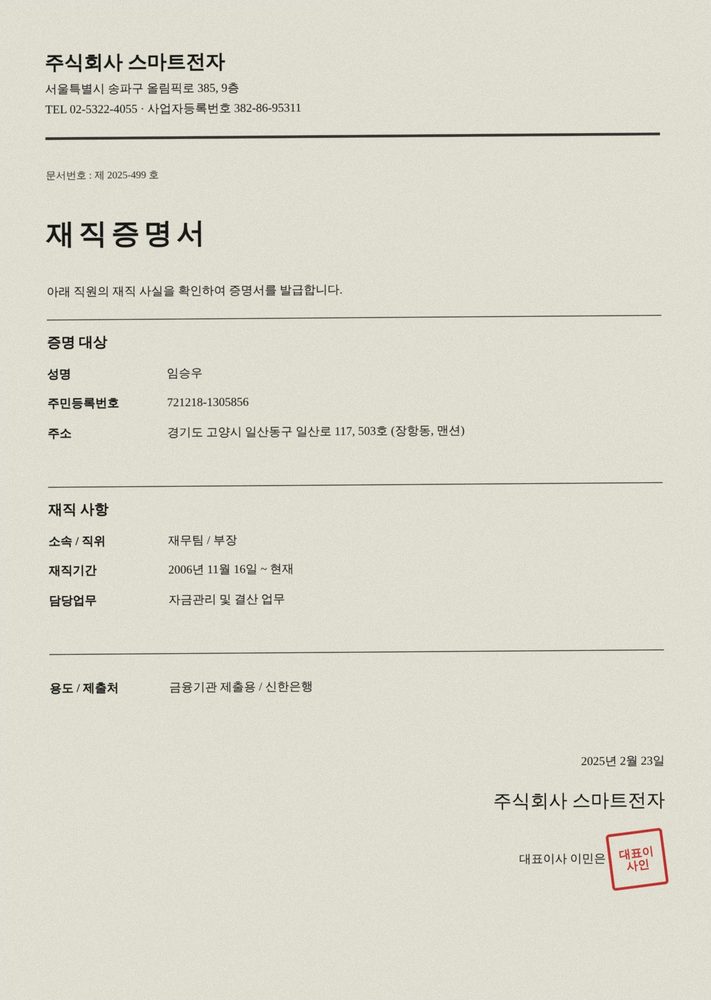 주식회사 스마트전자
서울특별시 송파구 올림픽로 385, 9층
TEL 02-5322-4055 · 사업자등록번호 382-86-95311
문서번호 : 제 2025-499 호
재직증명서
아래 직원의 재직 사실을 확인하여 증명서를 발급합니다.
증명 대상
성명 임승우
주민등록번호 721218-1305856
주소 경기도 고양시 일산동구 일산로 117, 503호 (장항동, 맨션)
재직 사항
소속 / 직위 재무팀 / 부장
재직기간 2006년 11월 16일 ~ 현재
담당업무 자금관리 및 결산 업무
용도 / 제출처 금융기관 제출용 / 신한은행
2025년 2월 23일
주식회사 스마트전자
대표이사 이민은
대표이
사인